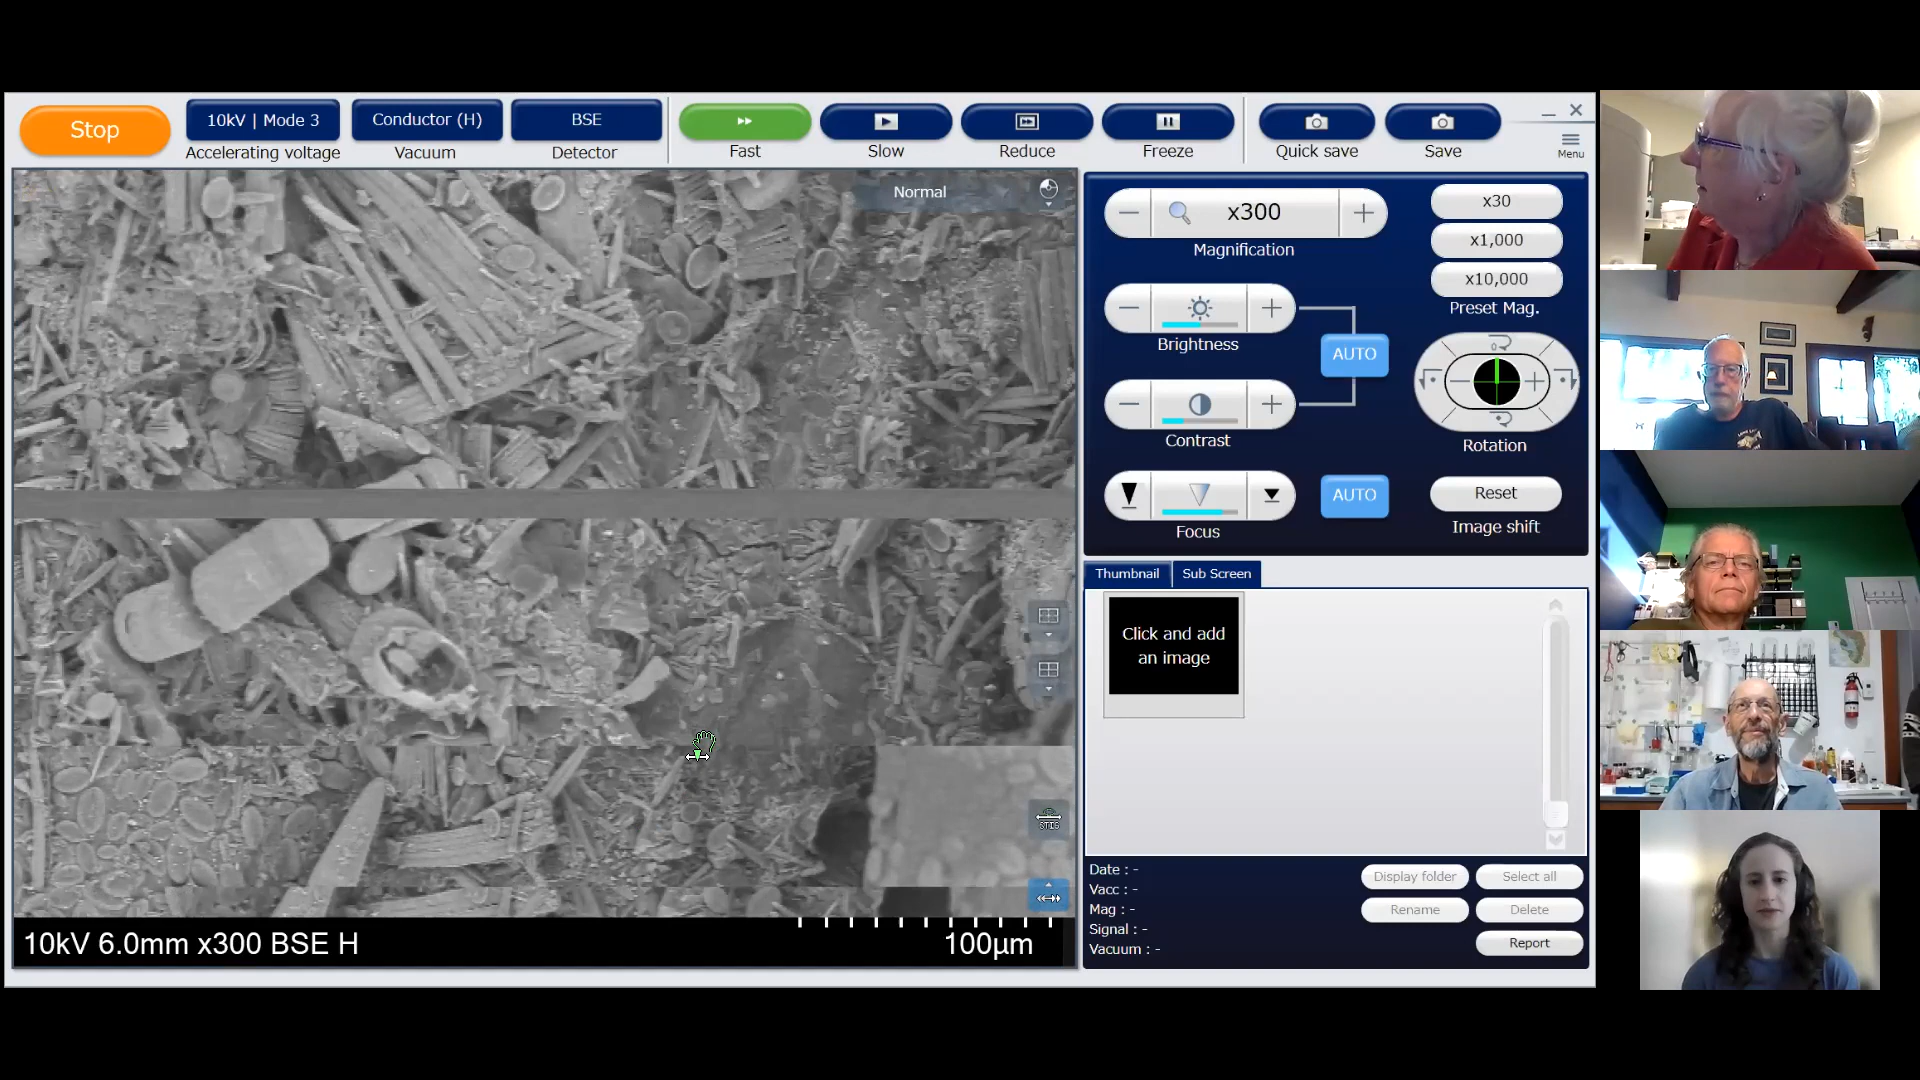 Stop
10kV | Mode 3
Accelerating voltage
Conductor (H)
Vacuum
BSE
Detector
Fast
Slow
Reduce
Freeze
Quick save
Save
Menu
Normal
x300
Magnification
x30
x1,000
x10,000
Preset Mag.
Brightness
AUTO
Contrast
Rotation
Focus
AUTO
Reset
Image shift
Thumbnail
Sub Screen
Click and add
an image
STIG
Date : -
Vacc : -
Mag : -
Signal : -
Vacuum : -
Display folder
Select all
Rename
Delete
Report
10kV 6.0mm x300 BSE H
100µm